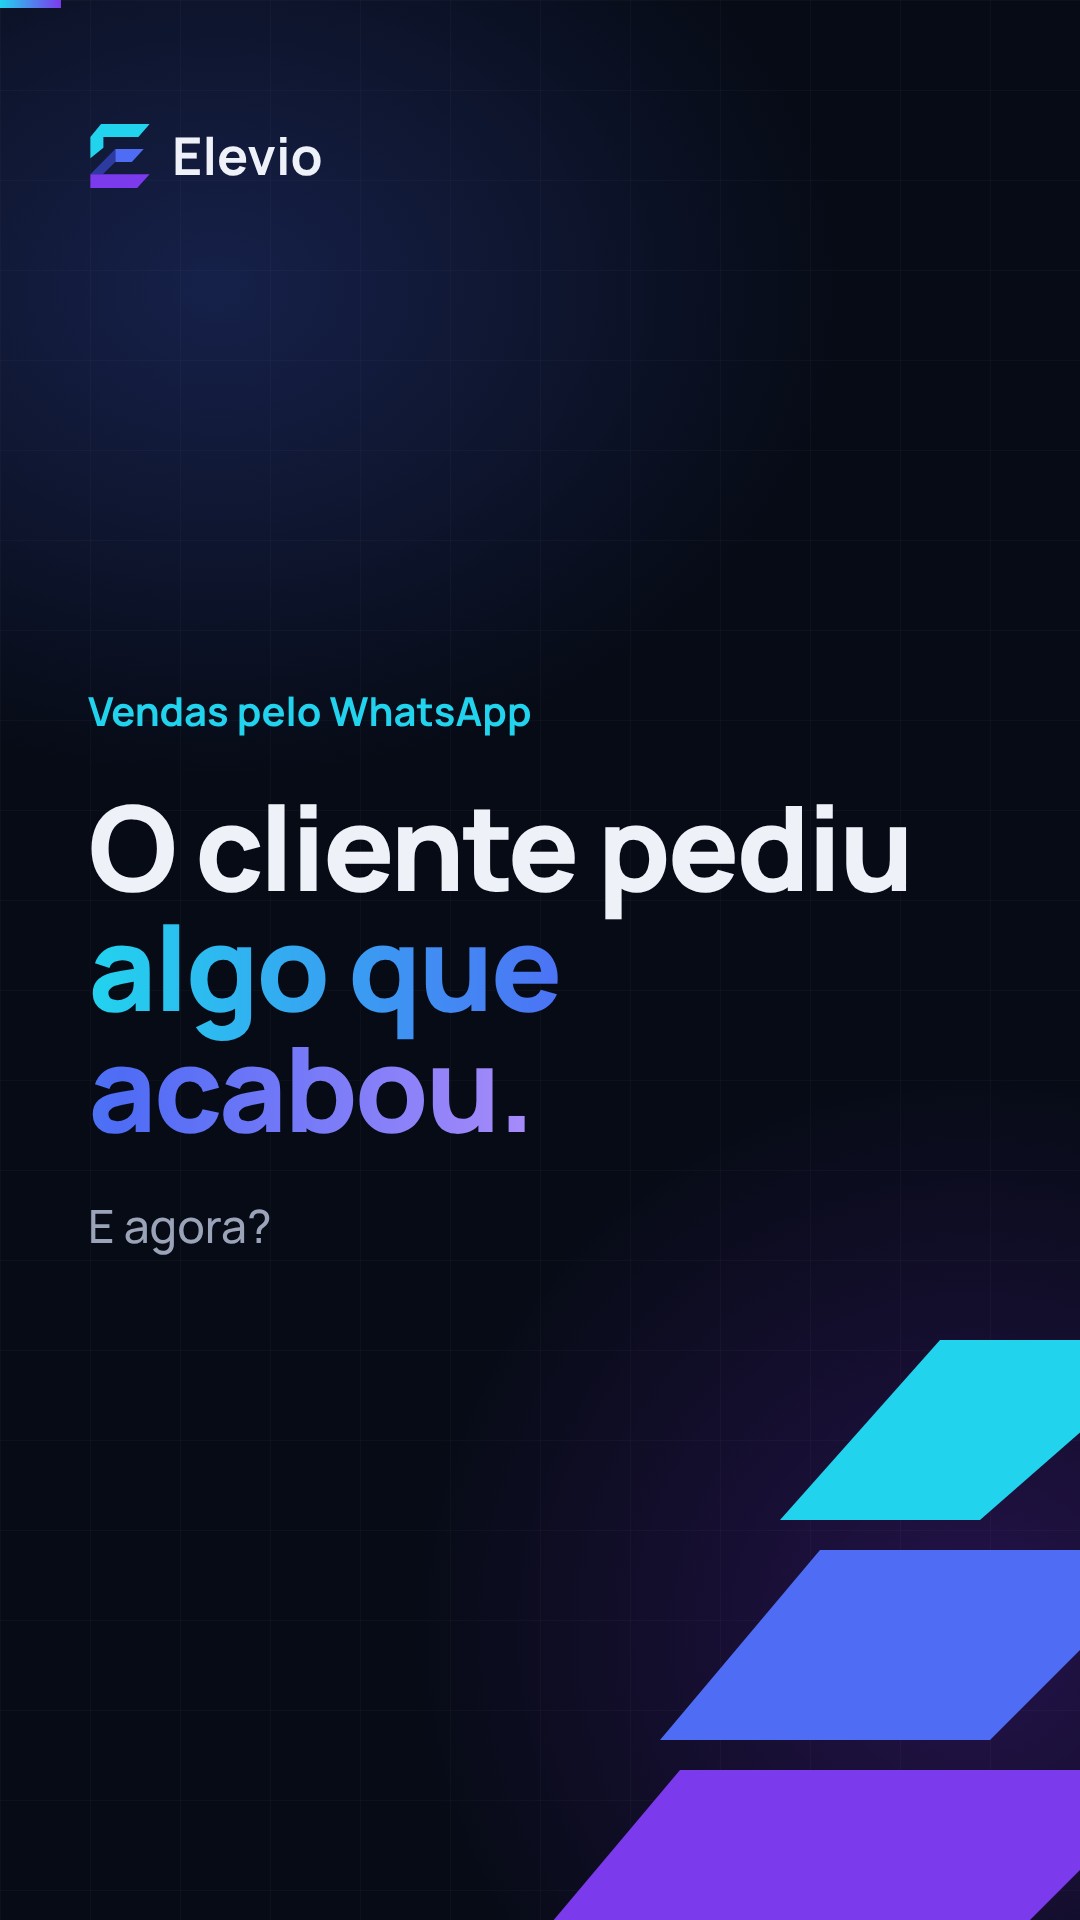 Elevio
Vendas pelo WhatsApp
O cliente pediu
algo que
acabou.
E agora?